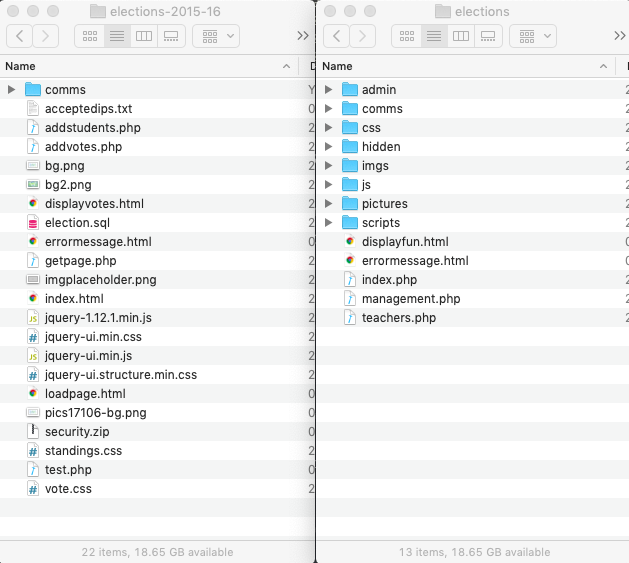 elections-2015-16
Name
comms
acceptedips.txt
addstudents.php
addvotes.php
bg.png
bg2.png
displayvotes.html
election.sql
errormessage.html
getpage.php
imgplaceholder.png
index.html
jquery-1.12.1.min.js
jquery-ui.min.css
jquery-ui.min.js
jquery-ui.structure.min.css
loadpage.html
pics17106-bg.png
security.zip
standings.css
test.php
vote.css
22 items, 18.65 GB available
elections
Name
admin
comms
css
hidden
imgs
js
pictures
scripts
displayfun.html
errormessage.html
index.php
management.php
teachers.php
13 items, 18.65 GB available